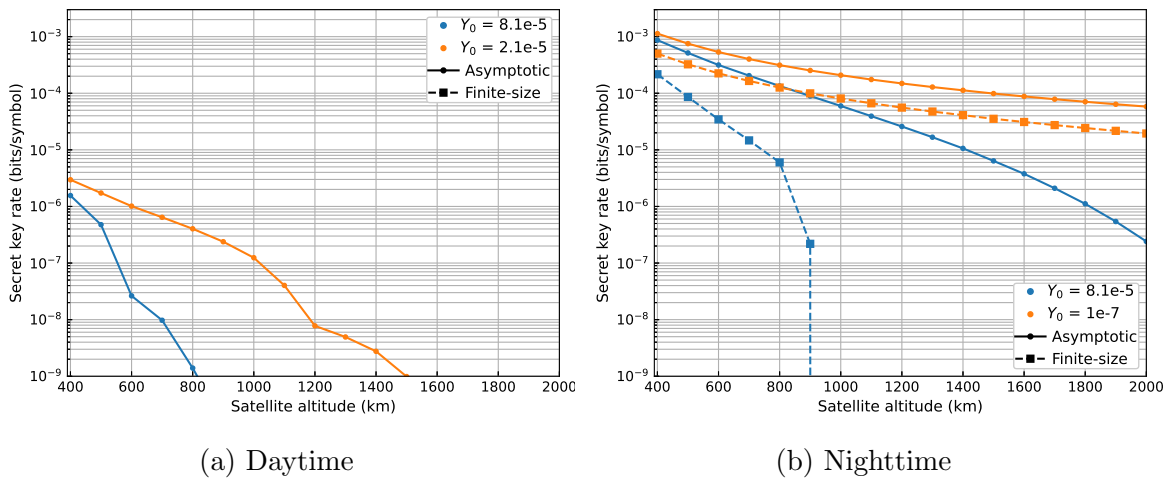 Y₀ = 8.1e-5
Y₀ = 2.1e-5
Asymptotic
Finite-size
Secret key rate (bits/symbol)
10⁻³
10⁻⁴
10⁻⁵
10⁻⁶
10⁻⁷
10⁻⁸
10⁻⁹
400 600 800 1000 1200 1400 1600 1800 2000
Satellite altitude (km)
(a) Daytime
Secret key rate (bits/symbol)
10⁻³
10⁻⁴
10⁻⁵
10⁻⁶
10⁻⁷
10⁻⁸
10⁻⁹
Y₀ = 8.1e-5
Y₀ = 1e-7
Asymptotic
Finite-size
400 600 800 1000 1200 1400 1600 1800 2000
Satellite altitude (km)
(b) Nighttime